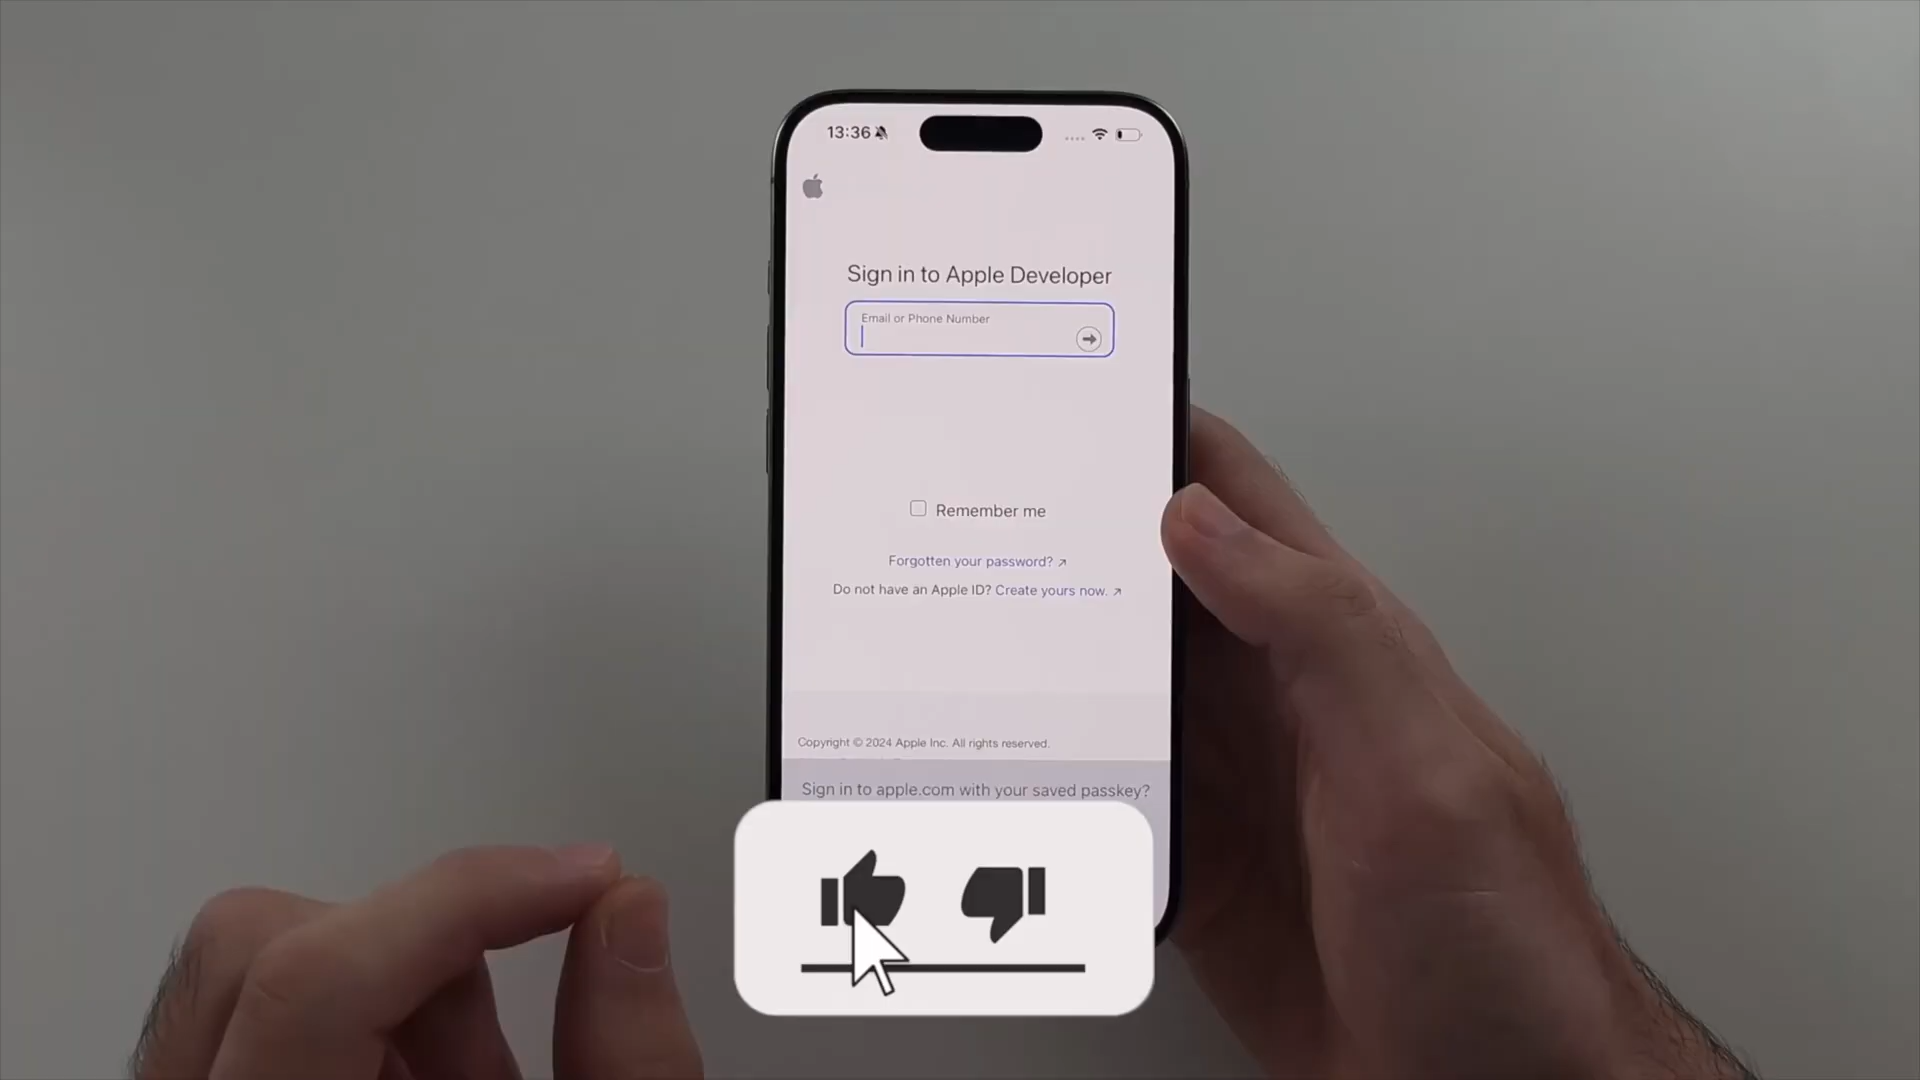 13:36
Sign in to Apple Developer
Email or Phone Number
Remember me
Forgotten your password? ↗
Do not have an Apple ID? Create yours now. ↗
Copyright © 2024 Apple Inc. All rights reserved.
Sign in to apple.com with your saved passkey?